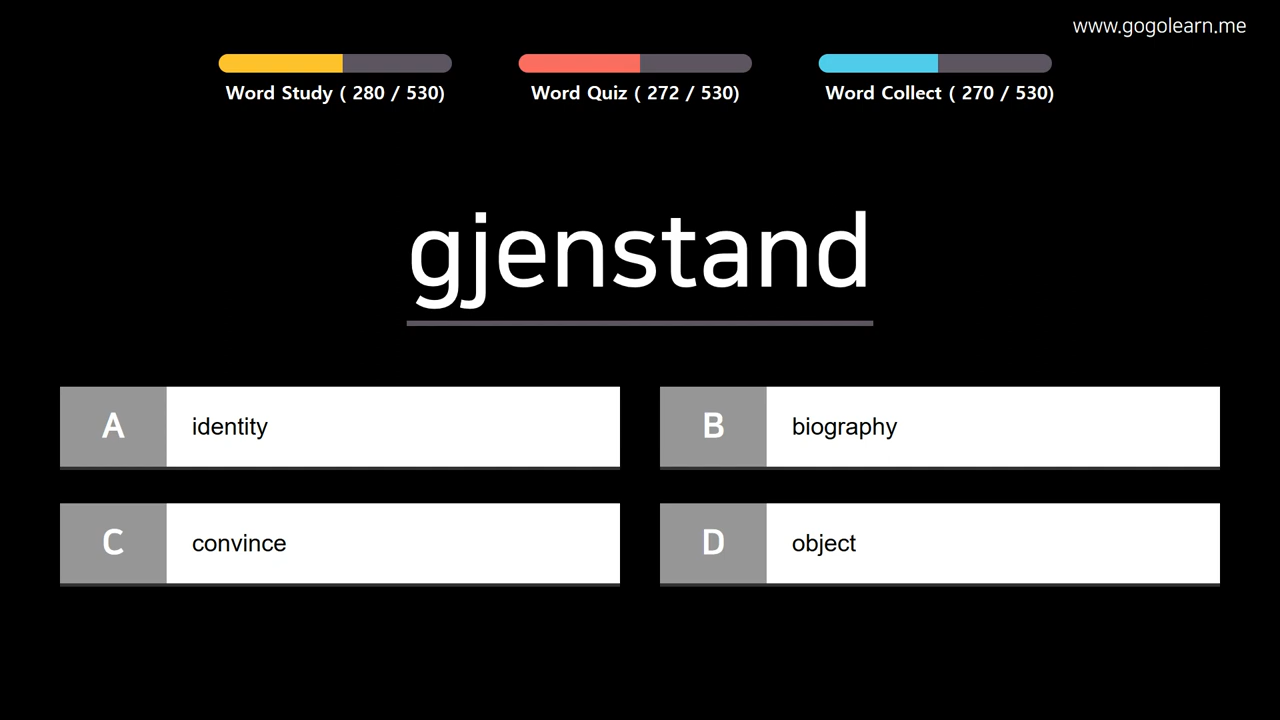 www.gogolearn.me
Word Study ( 280 / 530)
Word Quiz ( 272 / 530)
Word Collect ( 270 / 530)
gjenstand
A identity
B biography
C convince
D object